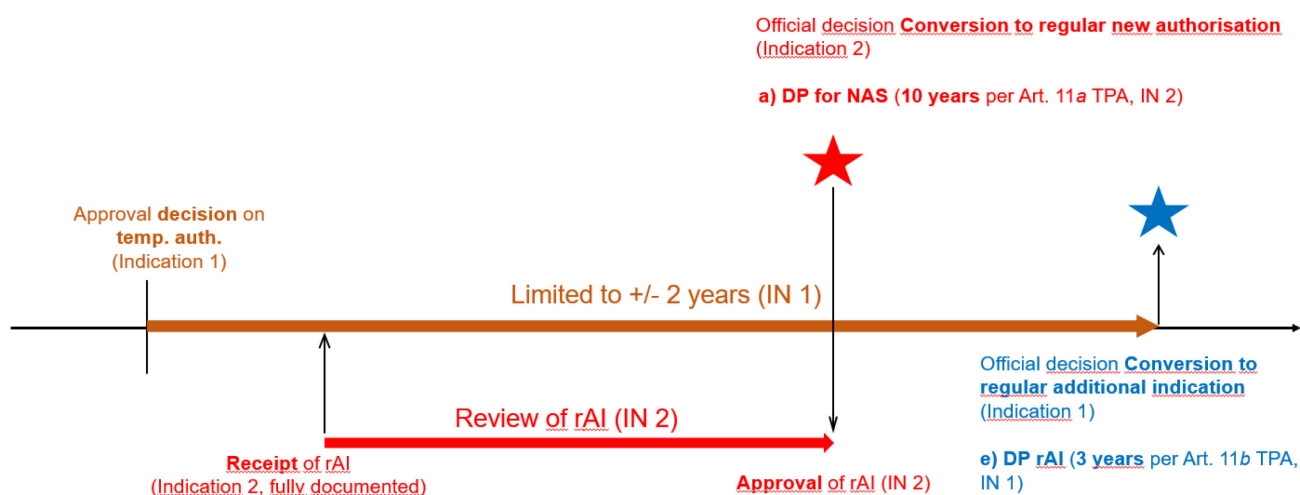 Official decision Conversion to regular new authorisation
(Indication 2)
a) DP for NAS (10 years per Art. 11a TPA, IN 2)
Approval decision on
temp. auth.
(Indication 1)
Limited to +/- 2 years (IN 1)
Official decision Conversion to
regular additional indication
(Indication 1)
e) DP rAI (3 years per Art. 11b TPA,
IN 1)
Review of rAI (IN 2)
Receipt of rAI
(Indication 2, fully documented)
Approval of rAI (IN 2)